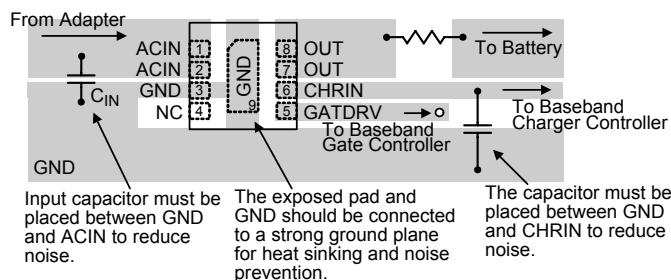 From Adapter
ACIN 1 8 OUT
To Battery
ACIN 2 7 OUT
GND 3 GND 6 CHRIN
CIN
NC 4 9 5 GATDRV
To Baseband
Gate Controller
To Baseband
Charger Controller
GND
Input capacitor must be
placed between GND
and ACIN to reduce
noise.
The exposed pad and
GND should be connected
to a strong ground plane
for heat sinking and noise
prevention.
The capacitor must be
placed between GND
and CHRIN to reduce
noise.